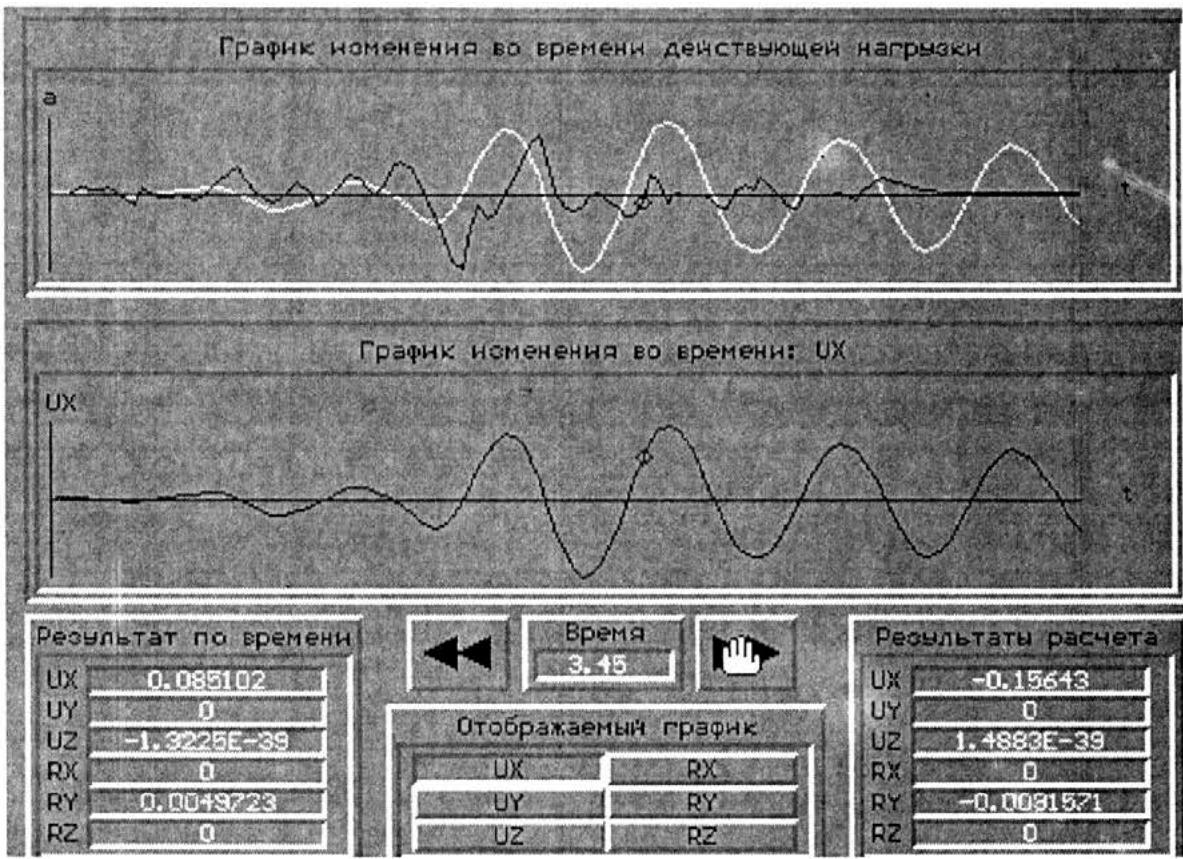 График изменения во времени действующей нагрузки
a
t
График изменения во времени: UX
UX
t
Результат по времени
UX 0.085102
UY 0
UZ -1.3225E-39
RX 0
RY 0.0049723
RZ 0
Время
3.45
Отображаемый график
UX RX
UY RY
UZ RZ
Результаты расчета
UX -0.15643
UY 0
UZ 1.4883E-39
RX 0
RY -0.0081571
RZ 0